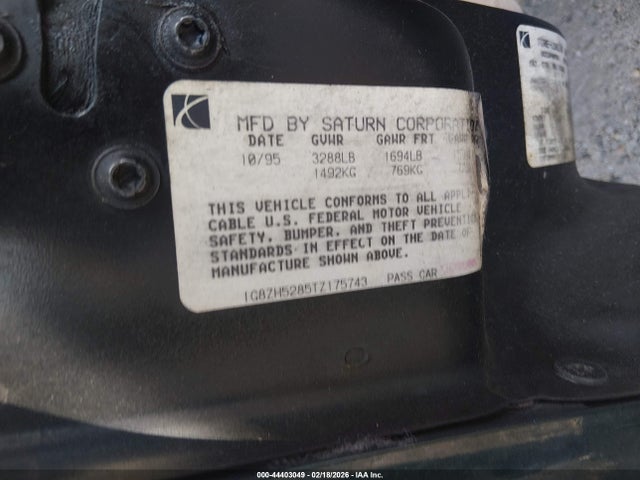 MFD BY SATURN CORPORATION
DATE GVWR GAWR FRT
10/95 3288LB 1694LB
1492KG 769KG
THIS VEHICLE CONFORMS TO ALL APPLI-
CABLE U.S. FEDERAL MOTOR VEHICLE
SAFETY, BUMPER, AND THEFT PREVENTION
STANDARDS IN EFFECT ON THE DATE OF
MANUFACTURE SHOWN ABOVE.
1G8ZH5285TZ175743 PASS CAR
000-44403049 - 02/18/2026 - IAA Inc.